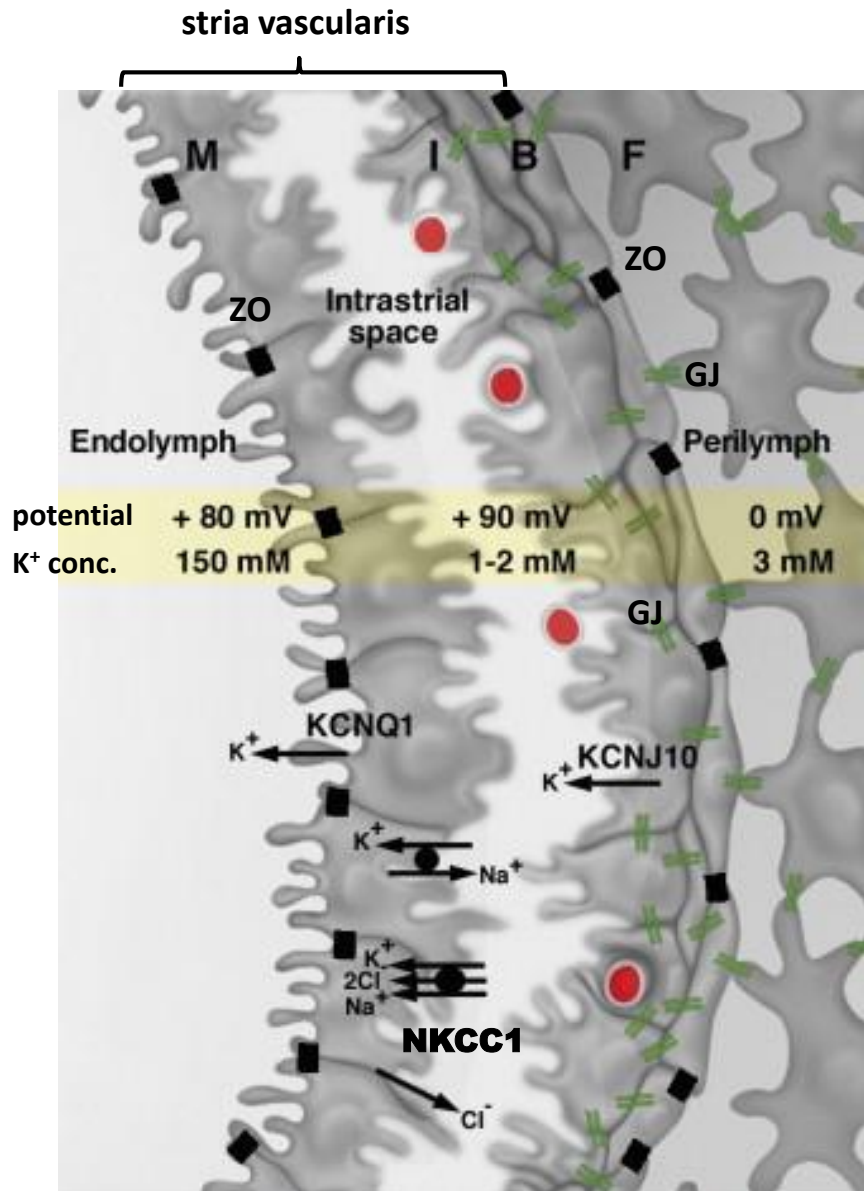 stria vascularis
M I B F
ZO
ZO
Intrastrial
space
GJ
Endolymph Perilymph
potential + 80 mV + 90 mV 0 mV
K⁺ conc. 150 mM 1-2 mM 3 mM
GJ
KCNQ1
K⁺
KCNJ10
K⁺
K⁺
Na⁺
K⁺
2Cl⁻
Na⁺
NKCC1
Cl⁻